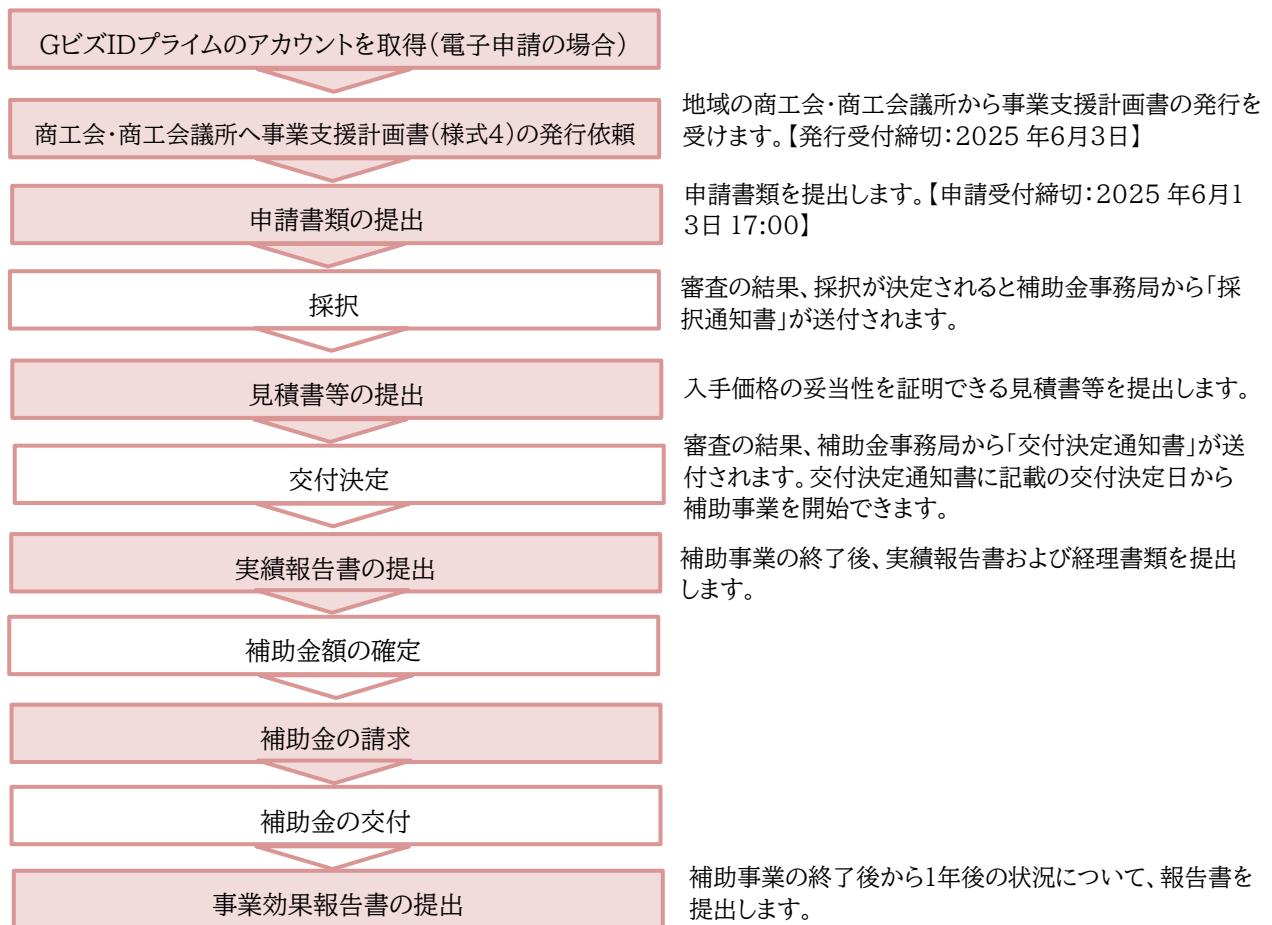 GビズIDプライムのアカウントを取得(電子申請の場合)
商工会・商工会議所へ事業支援計画書(様式4)の発行依頼
地域の商工会・商工会議所から事業支援計画書の発行を
受けます。【発行受付締切:2025 年6月3日】
申請書類の提出
申請書類を提出します。【申請受付締切:2025 年6月1
3日 17:00】
採択
審査の結果、採択が決定されると補助金事務局から「採
択通知書」が送付されます。
見積書等の提出
入手価格の妥当性を証明できる見積書等を提出します。
交付決定
審査の結果、補助金事務局から「交付決定通知書」が送
付されます。交付決定通知書に記載の交付決定日から
補助事業を開始できます。
実績報告書の提出
補助事業の終了後、実績報告書および経理書類を提出
します。
補助金額の確定
補助金の請求
補助金の交付
事業効果報告書の提出
補助事業の終了後から1年後の状況について、報告書を
提出します。